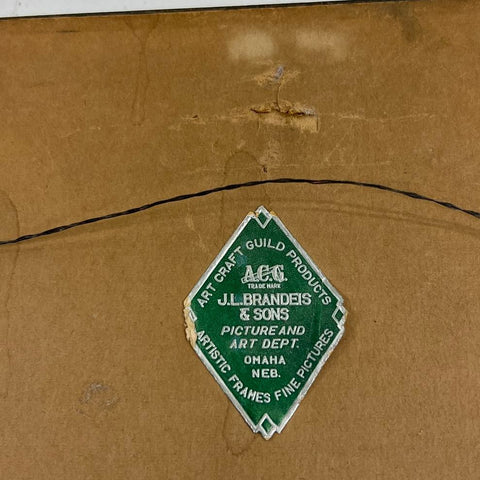 ART CRAFT GUILD PRODUCTS
A.C.G.
TRADE MARK
J.L. BRANDEIS
& SONS
PICTURE AND
ART DEPT.
OMAHA
NEB.
ARTISTIC FRAMES FINE PICTURES